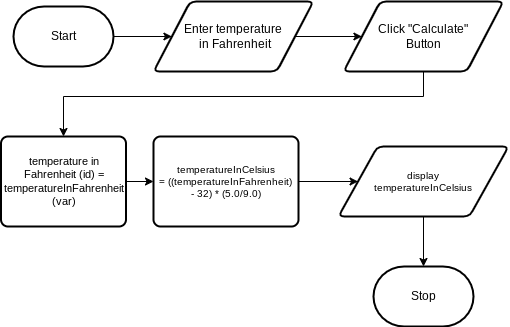 Start
Enter temperature
in Fahrenheit
Click "Calculate"
Button
temperature in
Fahrenheit (id) =
temperatureInFahrenheit
(var)
temperatureInCelsius
= ((temperatureInFahrenheit)
- 32) * (5.0/9.0)
display
temperatureInCelsius
Stop